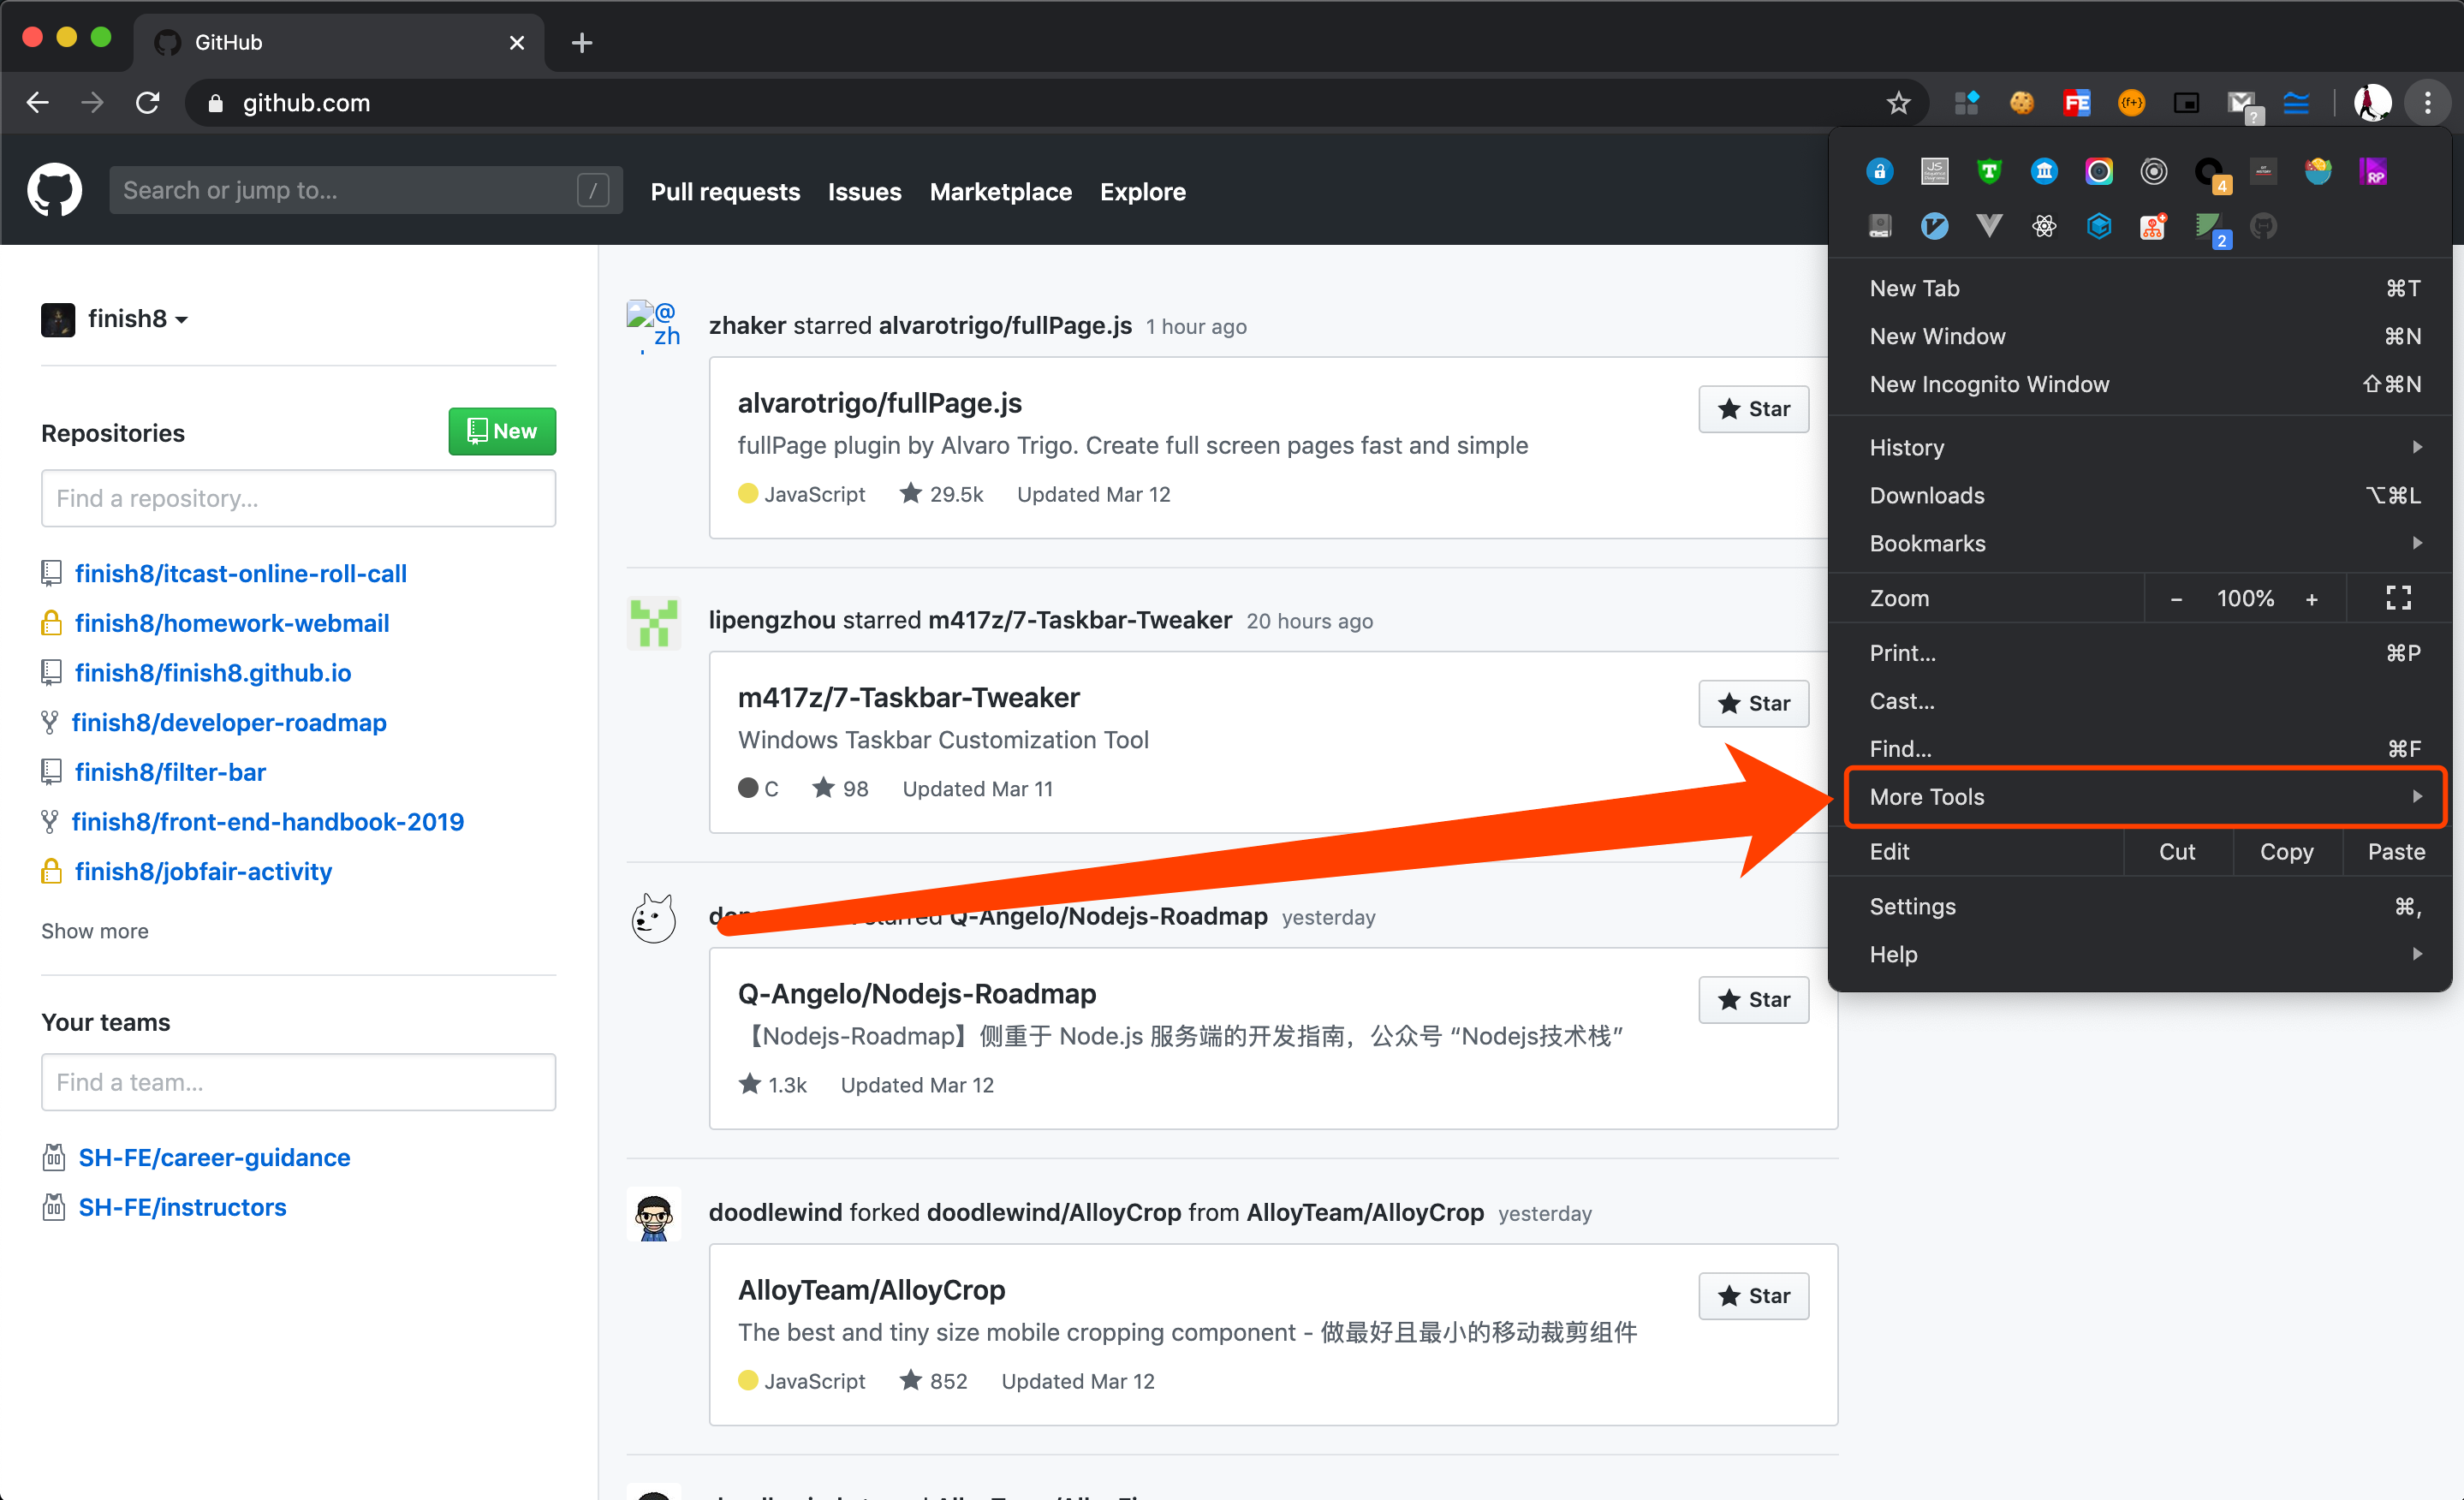 GitHub
github.com
Search or jump to... /
Pull requests Issues Marketplace Explore
finish8
Repositories
New
Find a repository...
finish8/itcast-online-roll-call
finish8/homework-webmail
finish8/finish8.github.io
finish8/developer-roadmap
finish8/filter-bar
finish8/front-end-handbook-2019
finish8/jobfair-activity
Show more
Your teams
Find a team...
SH-FE/career-guidance
SH-FE/instructors
@
zh
zhaker starred alvarotrigo/fullPage.js 1 hour ago
alvarotrigo/fullPage.js
Star
fullPage plugin by Alvaro Trigo. Create full screen pages fast and simple
JavaScript 29.5k Updated Mar 12
lipengzhou starred m417z/7-Taskbar-Tweaker 20 hours ago
m417z/7-Taskbar-Tweaker
Star
Windows Taskbar Customization Tool
C 98 Updated Mar 11
starred Q-Angelo/Nodejs-Roadmap yesterday
Q-Angelo/Nodejs-Roadmap
Star
【Nodejs-Roadmap】侧重于 Node.js 服务端的开发指南，公众号 “Nodejs技术栈”
1.3k Updated Mar 12
doodlewind forked doodlewind/AlloyCrop from AlloyTeam/AlloyCrop yesterday
AlloyTeam/AlloyCrop
Star
The best and tiny size mobile cropping component - 做最好且最小的移动裁剪组件
JavaScript 852 Updated Mar 12
FE {f+} ?
JS T 4 RP
2
New Tab ⌘T
New Window ⌘N
New Incognito Window ⇧⌘N
History
Downloads ⌥⌘L
Bookmarks
Zoom - 100% +
Print... ⌘P
Cast...
Find... ⌘F
More Tools
Edit Cut Copy Paste
Settings ⌘,
Help